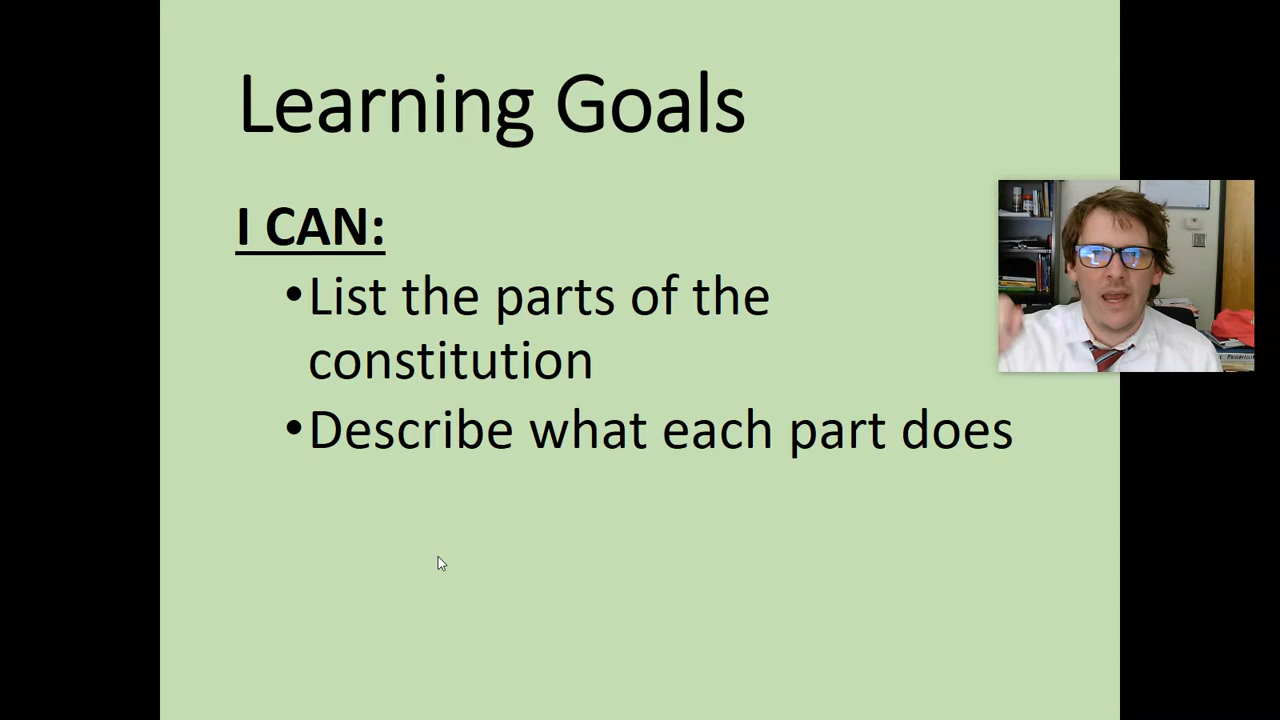 Learning Goals
I CAN:
•List the parts of the
constitution
•Describe what each part does